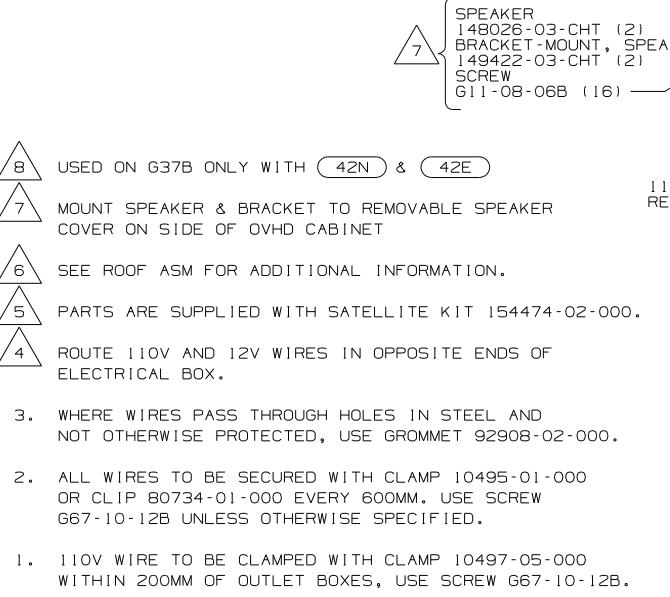 SPEAKER
148026-03-CHT (2)
BRACKET-MOUNT, SPEA
149422-03-CHT (2)
SCREW
G11-08-06B (16)
7
8 USED ON G37B ONLY WITH 42N & 42E
11
RE
7 MOUNT SPEAKER & BRACKET TO REMOVABLE SPEAKER
COVER ON SIDE OF OVHD CABINET
6 SEE ROOF ASM FOR ADDITIONAL INFORMATION.
5 PARTS ARE SUPPLIED WITH SATELLITE KIT 154474-02-000.
4 ROUTE 110V AND 12V WIRES IN OPPOSITE ENDS OF
ELECTRICAL BOX.
3. WHERE WIRES PASS THROUGH HOLES IN STEEL AND
NOT OTHERWISE PROTECTED, USE GROMMET 92908-02-000.
2. ALL WIRES TO BE SECURED WITH CLAMP 10495-01-000
OR CLIP 80734-01-000 EVERY 600MM. USE SCREW
G67-10-12B UNLESS OTHERWISE SPECIFIED.
1. 110V WIRE TO BE CLAMPED WITH CLAMP 10497-05-000
WITHIN 200MM OF OUTLET BOXES, USE SCREW G67-10-12B.